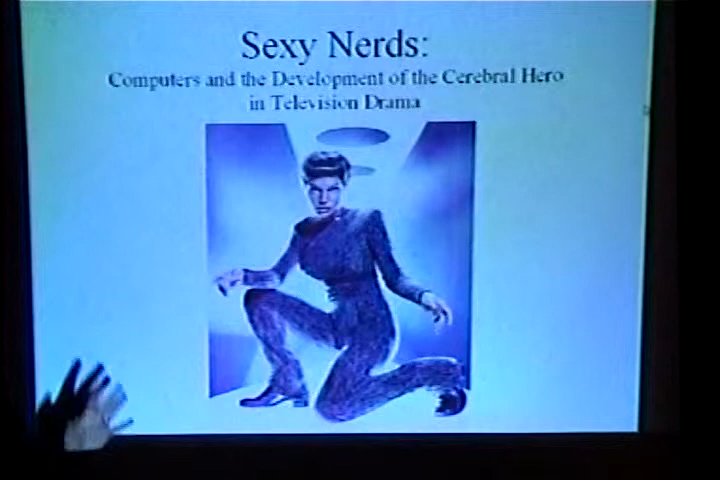 Sexy Nerds:
Computers and the Development of the Cerebral Hero
in Television Drama